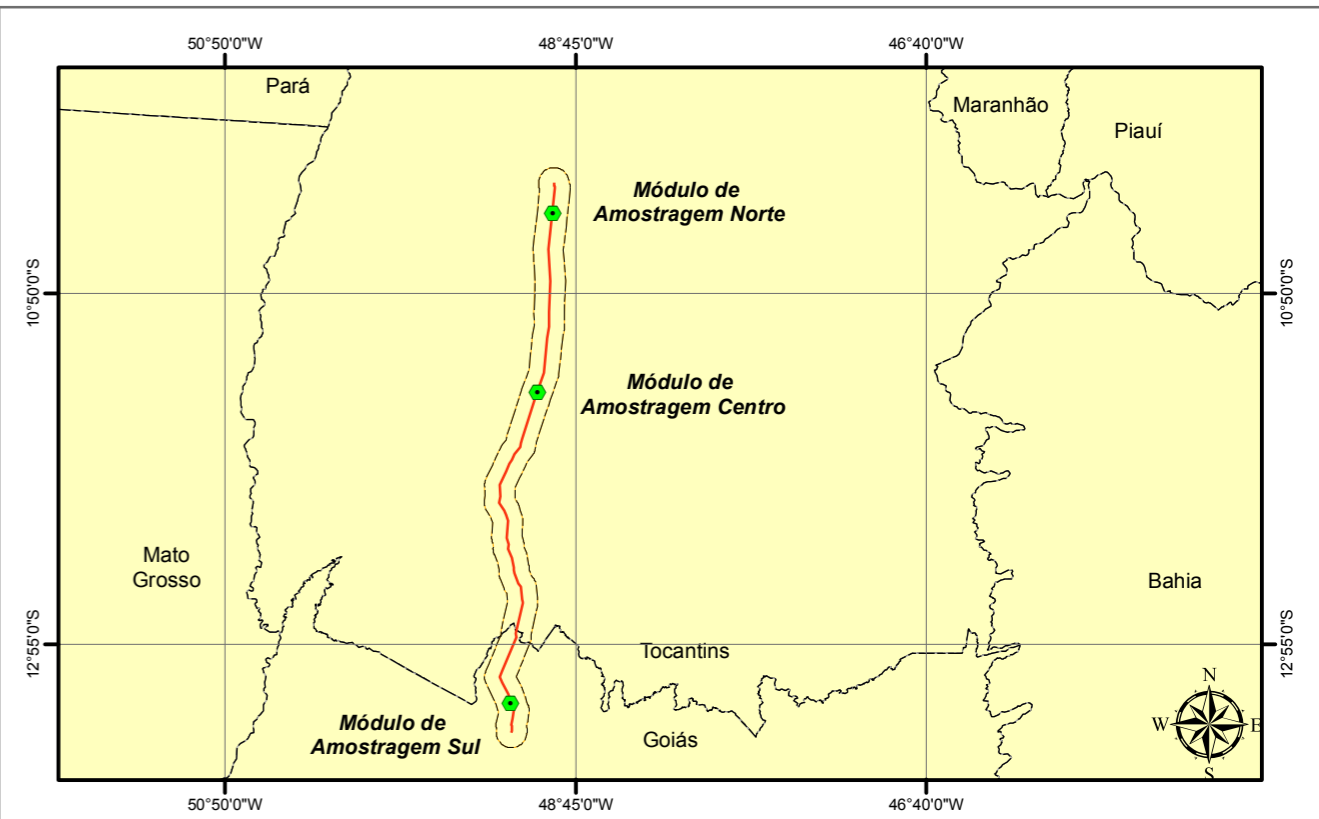 50°50'0"W 48°45'0"W 46°40'0"W
Pará
Maranhão
Piauí
Módulo de
Amostragem Norte
10°50'0"S 10°50'0"S
Módulo de
Amostragem Centro
Mato
Grosso
Bahia
12°55'0"S 12°55'0"S
Tocantins
Módulo de
Amostragem Sul
Goiás
N
W E
S
50°50'0"W 48°45'0"W 46°40'0"W